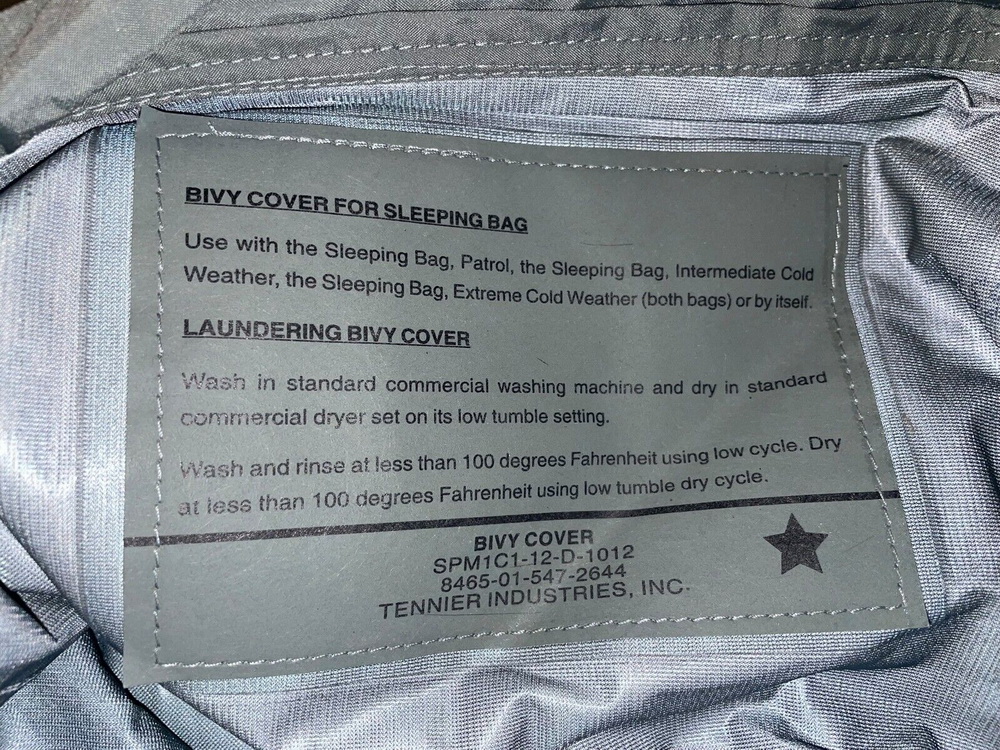 BIVY COVER FOR SLEEPING BAG
Use with the Sleeping Bag, Patrol, the Sleeping Bag, Intermediate Cold
Weather, the Sleeping Bag, Extreme Cold Weather (both bags) or by itself.
LAUNDERING BIVY COVER
Wash in standard commercial washing machine and dry in standard
commercial dryer set on its low tumble setting.
Wash and rinse at less than 100 degrees Fahrenheit using low cycle. Dry
at less than 100 degrees Fahrenheit using low tumble dry cycle.
BIVY COVER
SPM1C1-12-D-1012
8465-01-547-2644
TENNIER INDUSTRIES, INC.